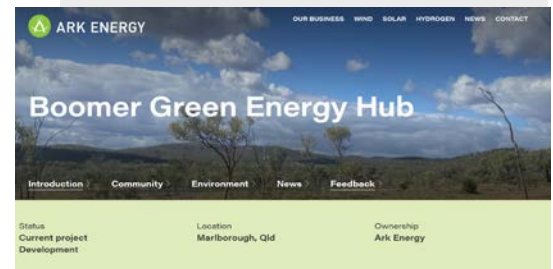 ARK ENERGY
OUR BUSINESS WIND SOLAR HYDROGEN NEWS CONTACT
Boomer Green Energy Hub
Introduction Community Environment News Feedback
Status
Current project
Development
Location
Marlborough, Qld
Ownership
Ark Energy